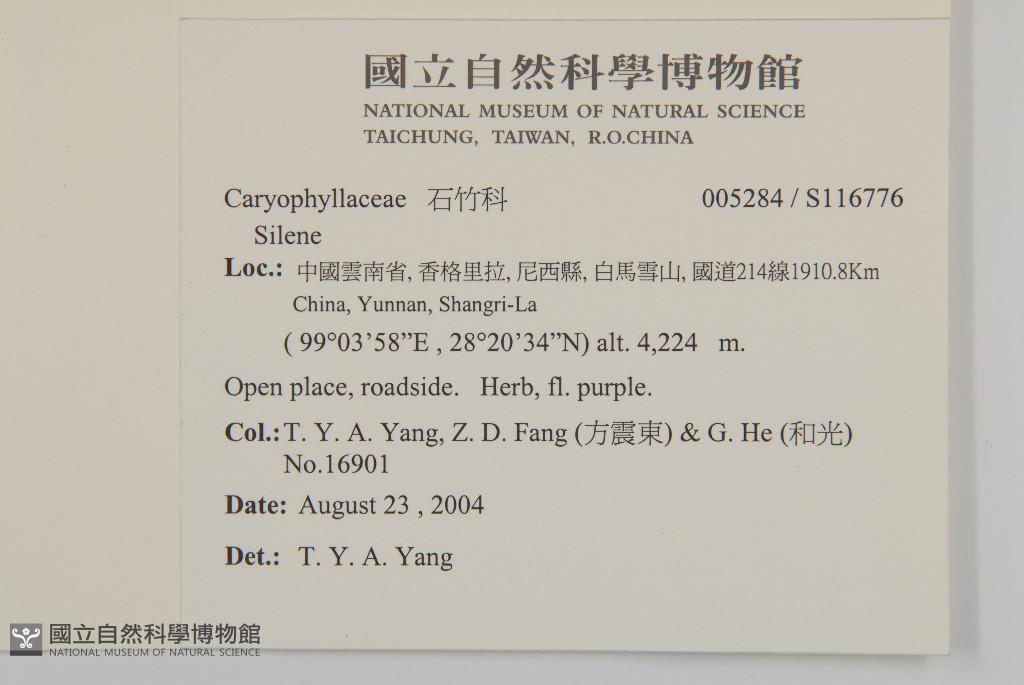 國立自然科學博物館
NATIONAL MUSEUM OF NATURAL SCIENCE
TAICHUNG, TAIWAN, R.O.CHINA
Caryophyllaceae 石竹科 005284 / S116776
Silene
Loc.: 中國雲南省, 香格里拉, 尼西縣, 白馬雪山, 國道214線1910.8Km
China, Yunnan, Shangri-La
( 99°03’58”E , 28°20’34”N) alt. 4,224 m.
Open place, roadside. Herb, fl. purple.
Col.: T. Y. A. Yang, Z. D. Fang (方震東) & G. He (和光)
No.16901
Date: August 23 , 2004
Det.: T. Y. A. Yang
國立自然科學博物館
NATIONAL MUSEUM OF NATURAL SCIENCE